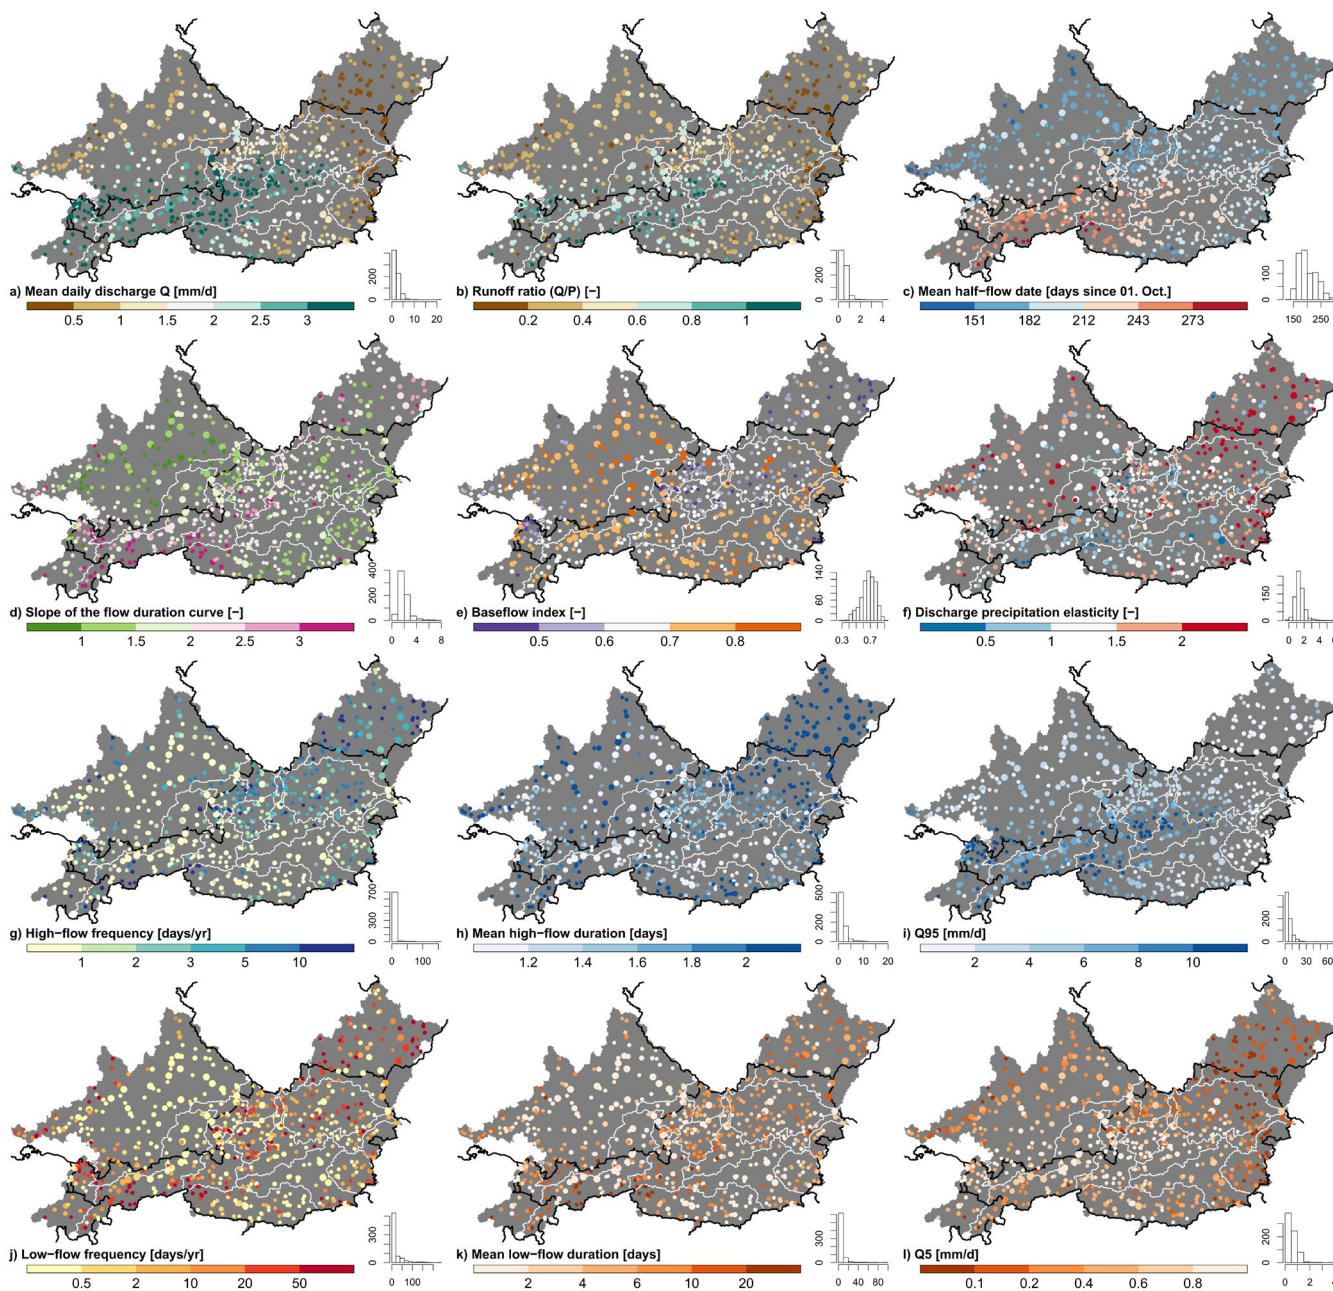 400
200
0
0 10 20
a) Mean daily discharge Q [mm/d]
0.5 1 1.5 2 2.5 3
400
200
0
0 1 2 4
b) Runoff ratio (Q/P) [−]
0.2 0.4 0.6 0.8 1
100
0
150 250
c) Mean half−flow date [days since 01. Oct.]
151 182 212 243 273
400
200
0
0 4 8
d) Slope of the flow duration curve [−]
1 1.5 2 2.5 3
140
60
0
0.3 0.7
e) Baseflow index [−]
0.5 0.6 0.7 0.8
150
0
0 2 4
f) Discharge precipitation elasticity [−]
0.5 1 1.5 2
700
300
0
0 100
g) High−flow frequency [days/yr]
1 2 3 5 10
500
200
0
0 10 20
h) Mean high−flow duration [days]
1.2 1.4 1.6 1.8 2
200
0
0 30 60
i) Q95 [mm/d]
2 4 6 8 10
300
0
0 100
j) Low−flow frequency [days/yr]
0.5 2 10 20 50
500
200
0
0 40 80
k) Mean low−flow duration [days]
2 4 6 10 20
200
0
0 1 2
l) Q5 [mm/d]
0.1 0.2 0.4 0.6 0.8